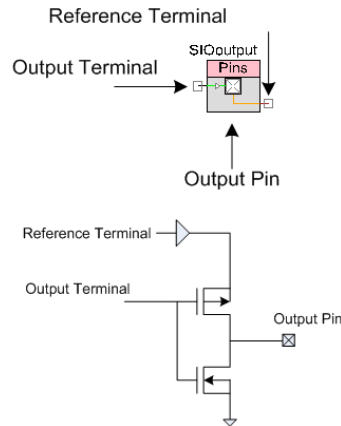 Reference Terminal
SIOoutput
Pins
Output Terminal
Output Pin
Reference Terminal
Output Terminal
Output Pin